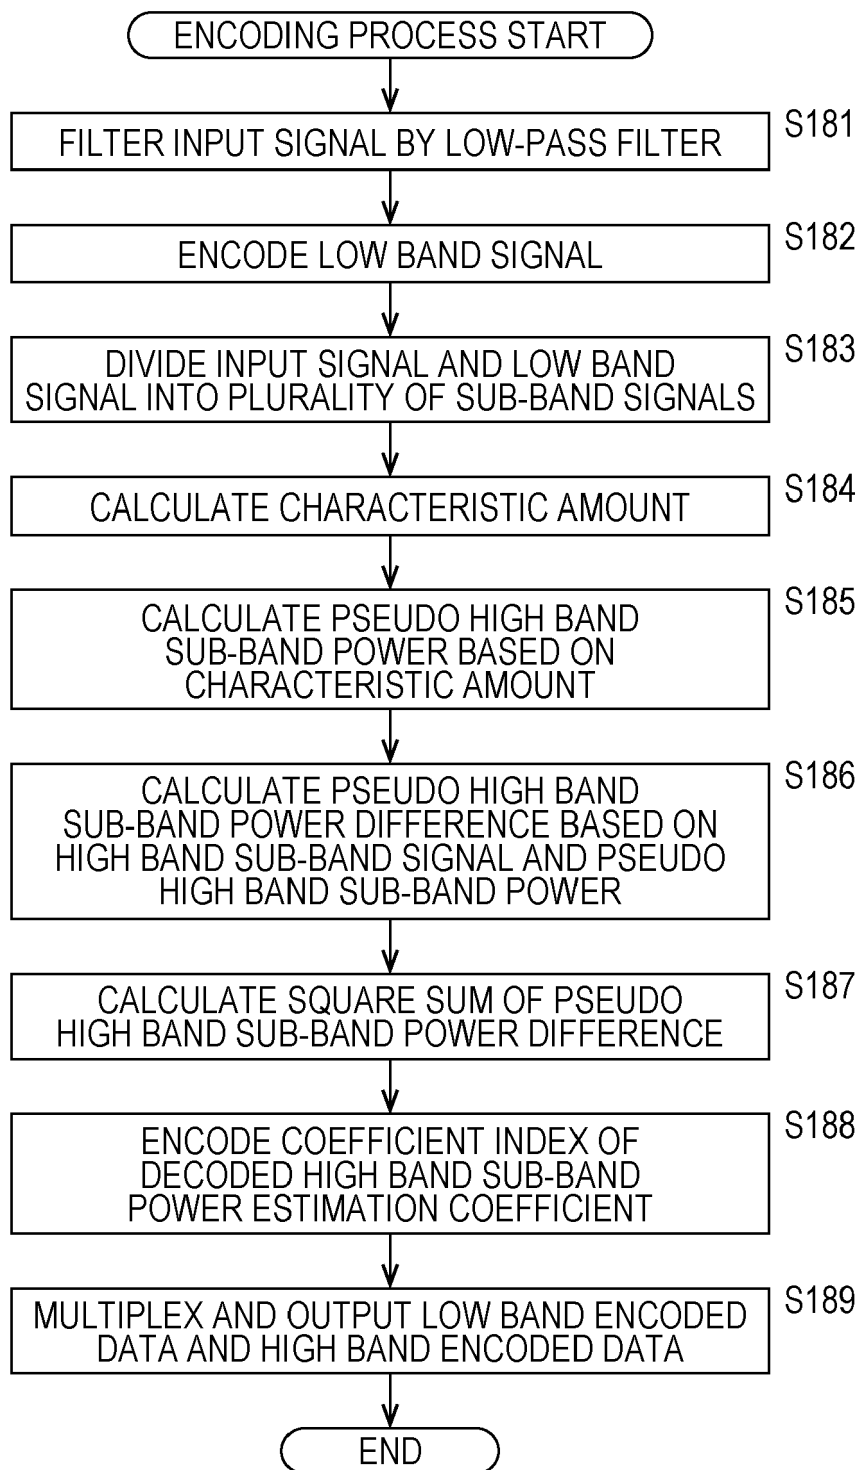 ENCODING PROCESS START
FILTER INPUT SIGNAL BY LOW-PASS FILTER
S181
ENCODE LOW BAND SIGNAL
S182
DIVIDE INPUT SIGNAL AND LOW BAND
SIGNAL INTO PLURALITY OF SUB-BAND SIGNALS
S183
CALCULATE CHARACTERISTIC AMOUNT
S184
CALCULATE PSEUDO HIGH BAND
SUB-BAND POWER BASED ON
CHARACTERISTIC AMOUNT
S185
CALCULATE PSEUDO HIGH BAND
SUB-BAND POWER DIFFERENCE BASED ON
HIGH BAND SUB-BAND SIGNAL AND PSEUDO
HIGH BAND SUB-BAND POWER
S186
CALCULATE SQUARE SUM OF PSEUDO
HIGH BAND SUB-BAND POWER DIFFERENCE
S187
ENCODE COEFFICIENT INDEX OF
DECODED HIGH BAND SUB-BAND
POWER ESTIMATION COEFFICIENT
S188
MULTIPLEX AND OUTPUT LOW BAND ENCODED
DATA AND HIGH BAND ENCODED DATA
S189
END